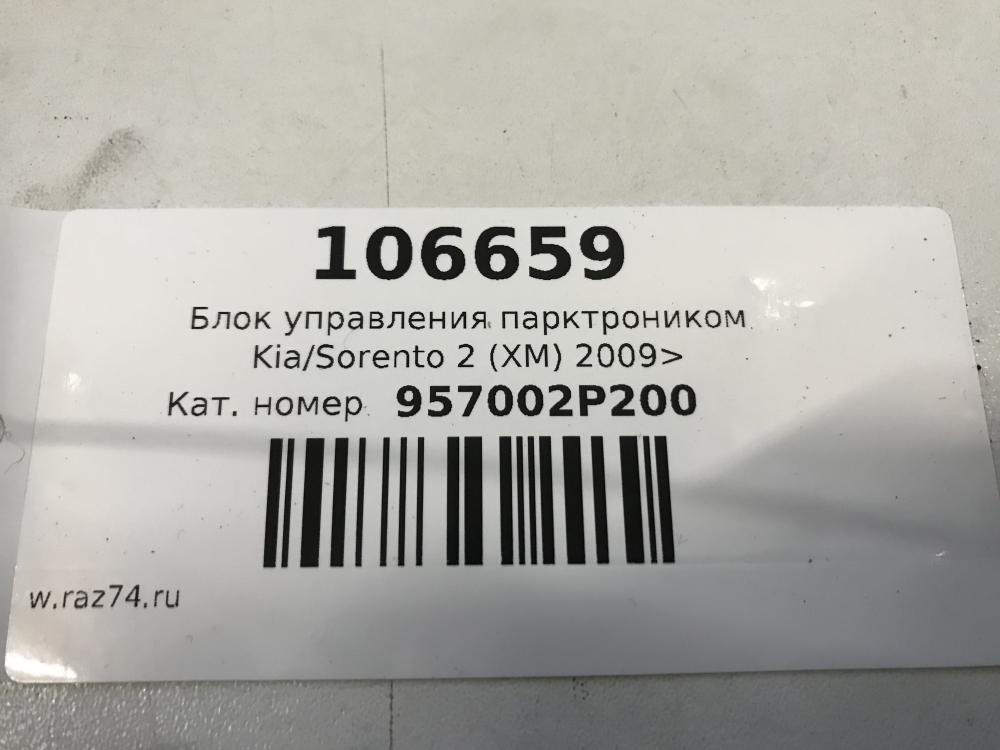 106659
Блок управления парктроником
Kia/Sorento 2 (XM) 2009>
Кат. номер 957002P200
w.raz74.ru